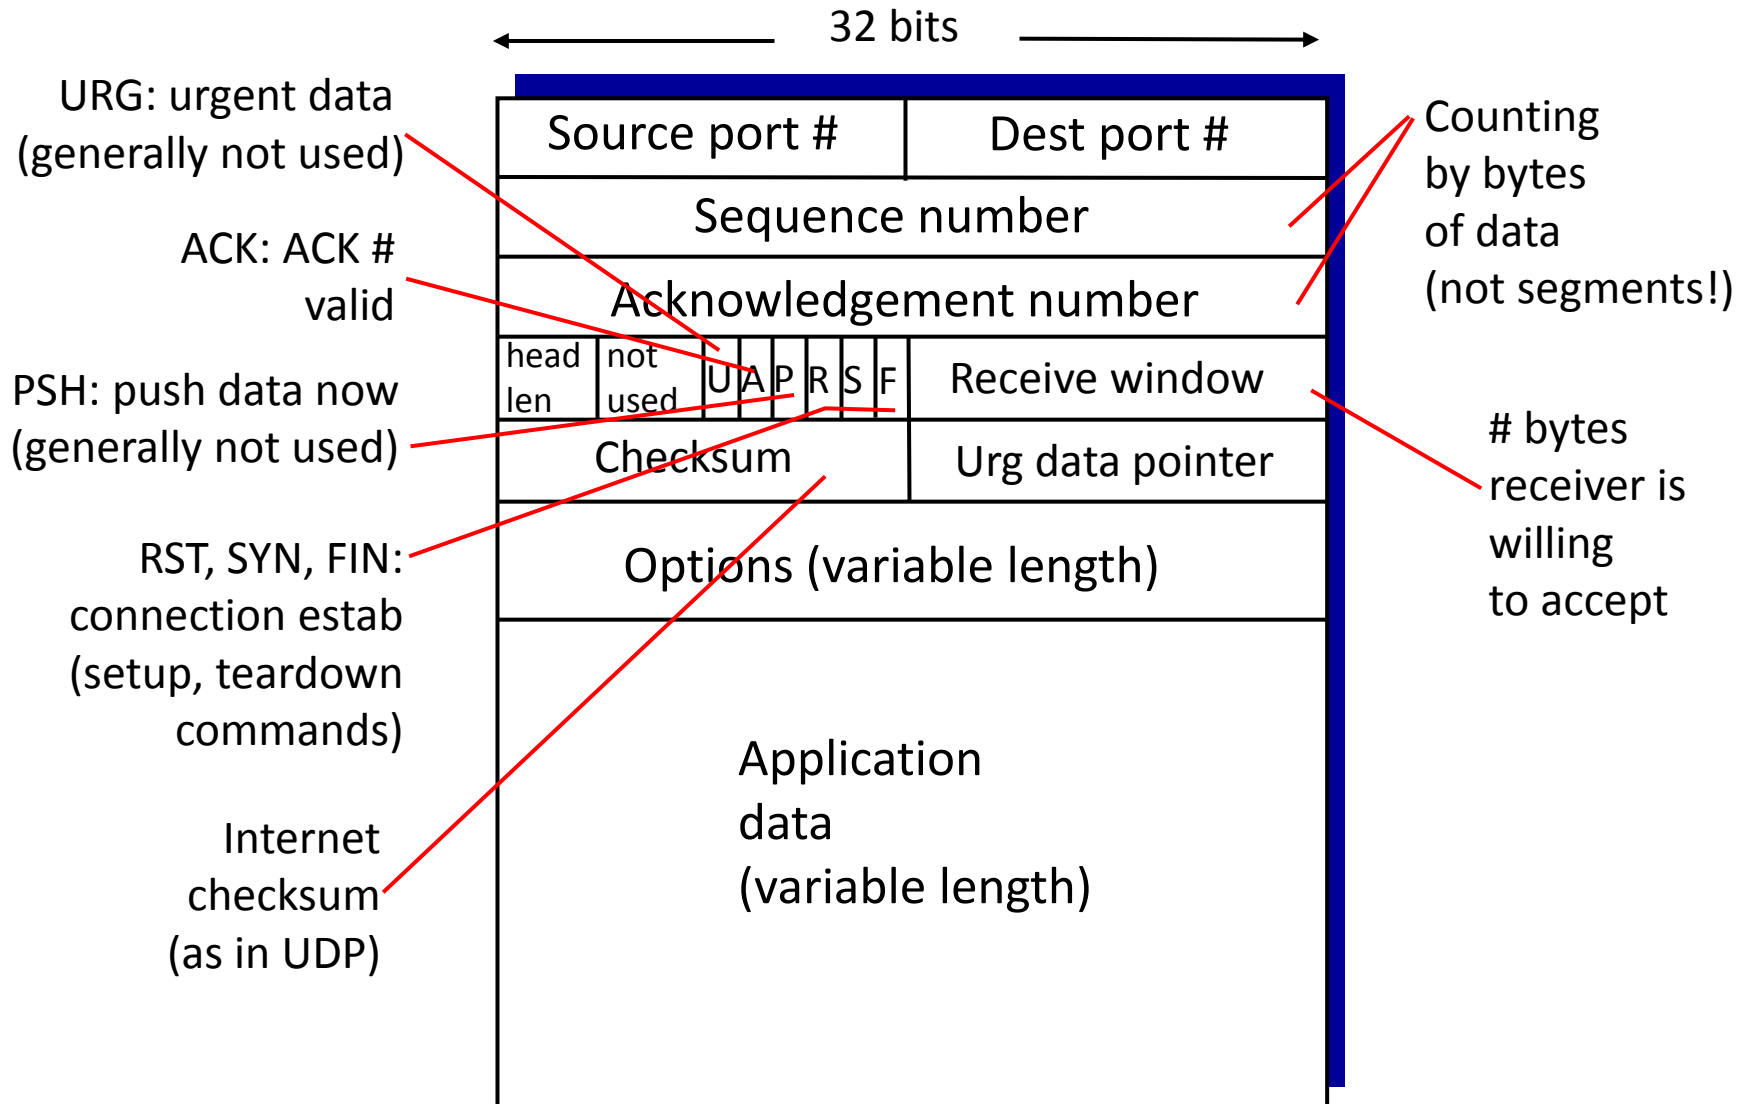 32 bits
URG: urgent data
(generally not used)
ACK: ACK #
valid
PSH: push data now
(generally not used)
RST, SYN, FIN:
connection estab
(setup, teardown
commands)
Internet
checksum
(as in UDP)
Source port #
Dest port #
Sequence number
Acknowledgement number
head
len
not
used
U
A
P
R
S
F
Receive window
Checksum
Urg data pointer
Options (variable length)
Application
data
(variable length)
Counting
by bytes
of data
(not segments!)
# bytes
receiver is
willing
to accept